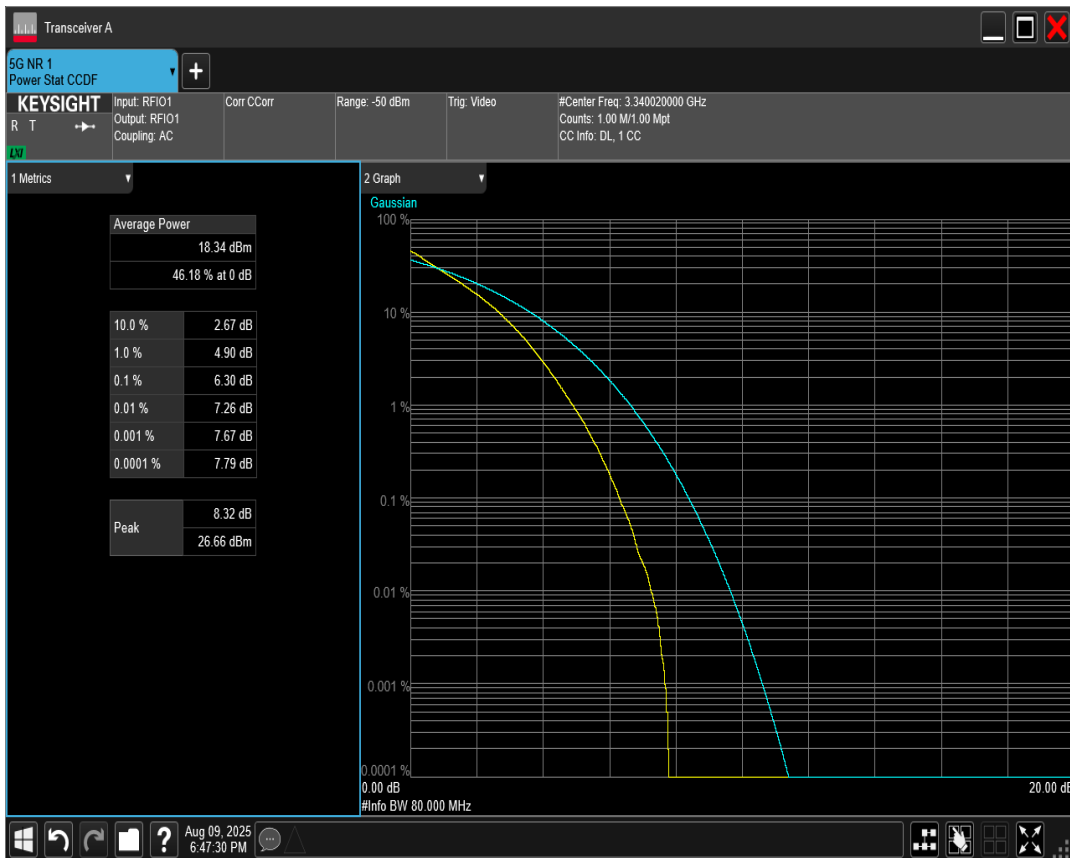 Transceiver A
5G NR 1
Power Stat CCDF
KEYSIGHT
R T
LXI
Input: RFIO1
Output: RFIO1
Coupling: AC
Corr CCorr
Range: -50 dBm
Trig: Video
#Center Freq: 3.340020000 GHz
Counts: 1.00 M/1.00 Mpt
CC Info: DL, 1 CC
1 Metrics
Average Power
18.34 dBm
46.18 % at 0 dB
10.0 % 2.67 dB
1.0 % 4.90 dB
0.1 % 6.30 dB
0.01 % 7.26 dB
0.001 % 7.67 dB
0.0001 % 7.79 dB
Peak
8.32 dB
26.66 dBm
2 Graph
Gaussian
100 %
10 %
1 %
0.1 %
0.01 %
0.001 %
0.0001 %
0.00 dB
20.00 dB
#Info BW 80.000 MHz
?
Aug 09, 2025
6:47:30 PM